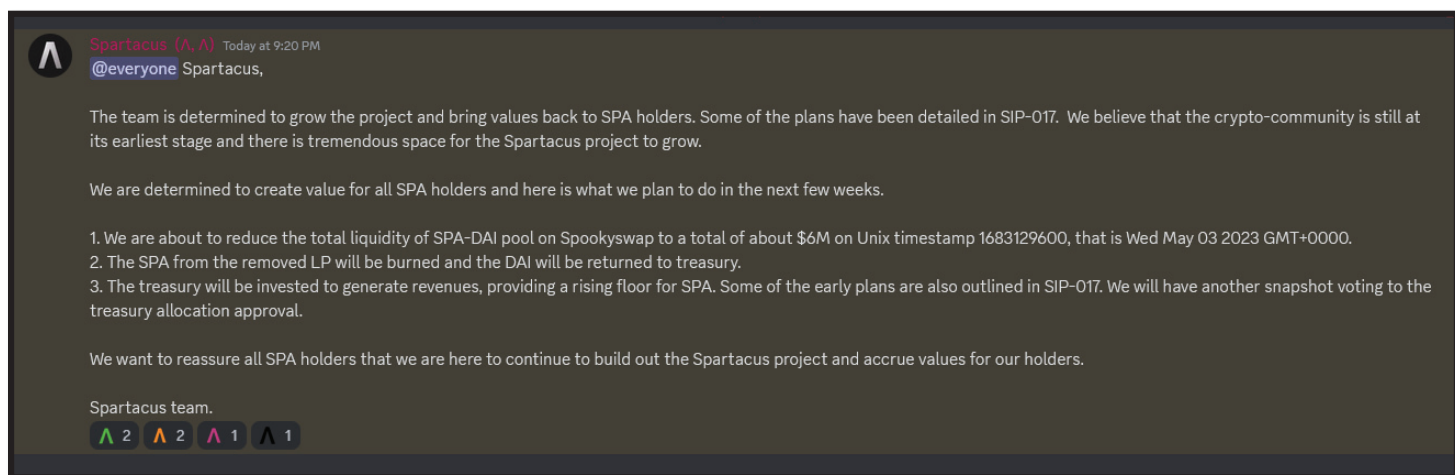 Spartacus (Λ, Λ) Today at 9:20 PM
@everyone Spartacus,
The team is determined to grow the project and bring values back to SPA holders. Some of the plans have been detailed in SIP-017.  We believe that the crypto-community is still at
its earliest stage and there is tremendous space for the Spartacus project to grow.
We are determined to create value for all SPA holders and here is what we plan to do in the next few weeks.
1. We are about to reduce the total liquidity of SPA-DAI pool on Spookyswap to a total of about $6M on Unix timestamp 1683129600, that is Wed May 03 2023 GMT+0000.
2. The SPA from the removed LP will be burned and the DAI will be returned to treasury.
3. The treasury will be invested to generate revenues, providing a rising floor for SPA. Some of the early plans are also outlined in SIP-017. We will have another snapshot voting to the
treasury allocation approval.
We want to reassure all SPA holders that we are here to continue to build out the Spartacus project and accrue values for our holders.
Spartacus team.
Λ 2 Λ 2 Λ 1 Λ 1